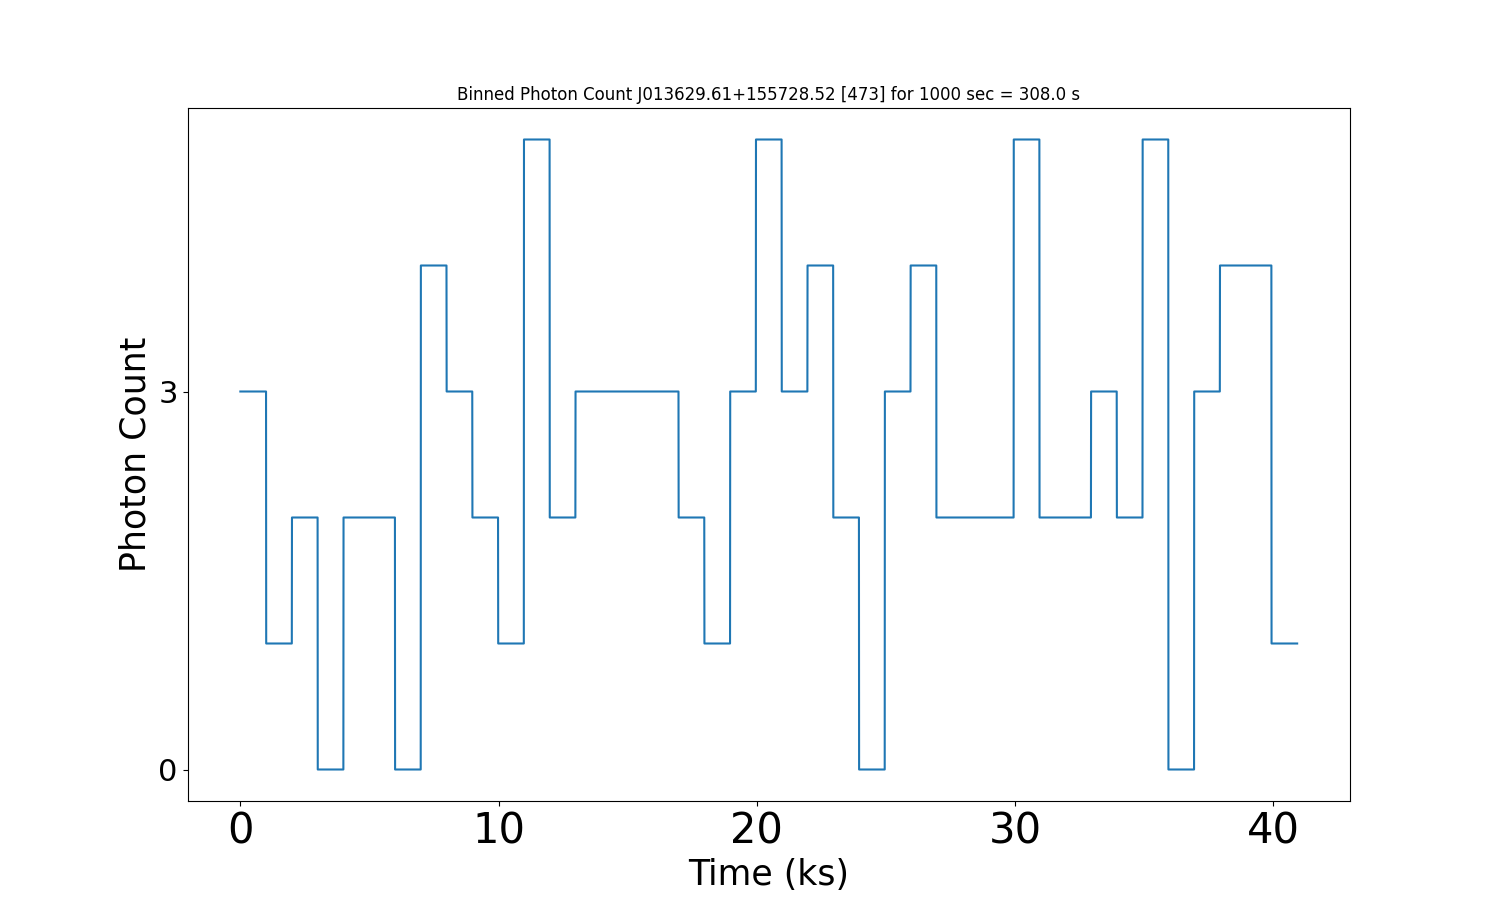 Binned Photon Count J013629.61+155728.52 [473] for 1000 sec = 308.0 s
Photon Count
3
0
0 10 20 30 40
Time (ks)